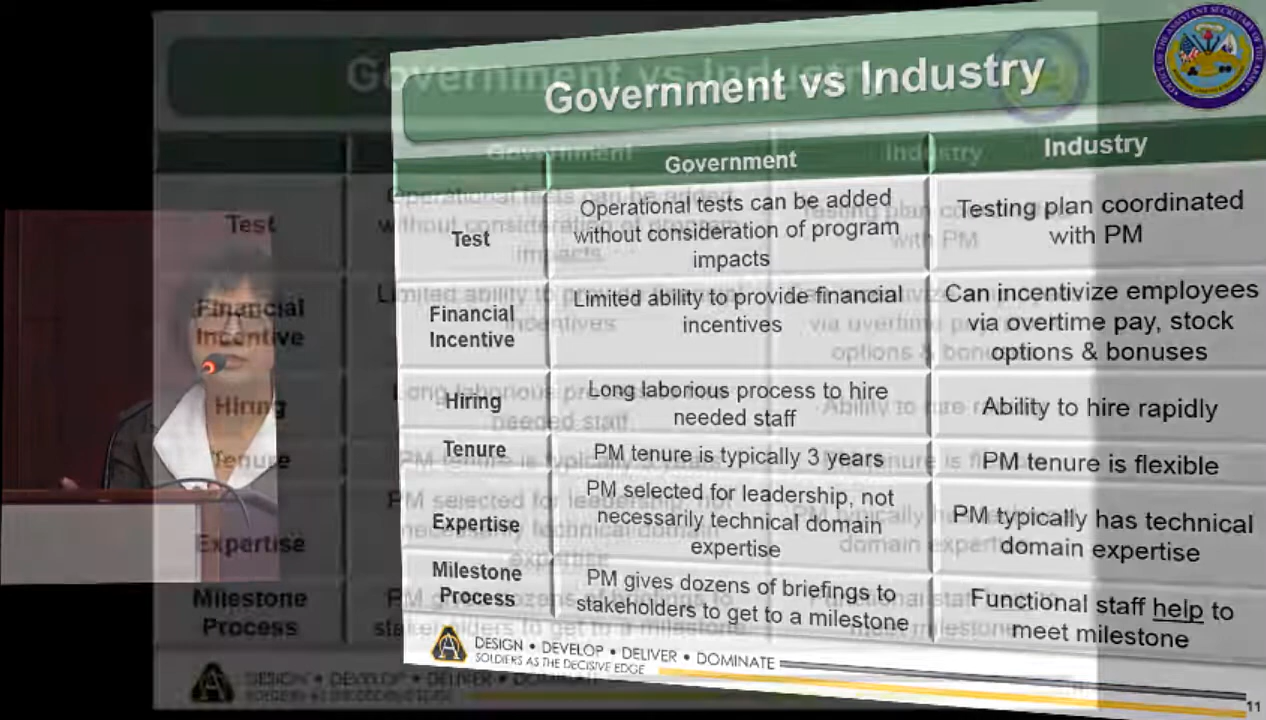 Government vs Industry
Government
Industry
Test
Operational tests can be added
without consideration of program
impacts
Testing plan coordinated
with PM
Financial
Incentive
Limited ability to provide financial
incentives
Can incentivize employees
via overtime pay, stock
options & bonuses
Hiring
Long laborious process to hire
needed staff
Ability to hire rapidly
Tenure
PM tenure is typically 3 years
PM tenure is flexible
Expertise
PM selected for leadership, not
necessarily technical domain
expertise
PM typically has technical
domain expertise
Milestone
Process
PM gives dozens of briefings to
stakeholders to get to a milestone
Functional staff help to
meet milestone
DESIGN • DEVELOP • DELIVER • DOMINATE
SOLDIERS AS THE DECISIVE EDGE
11